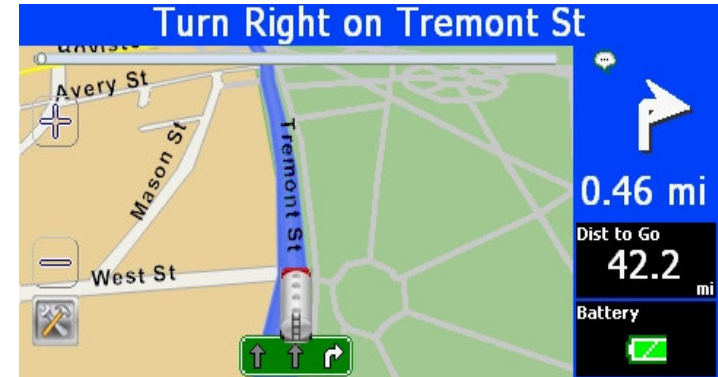 Turn Right on Tremont St
Avery St
Mason St
Tremont St
West St
0.46 mi
Dist to Go
42.2
mi
Battery